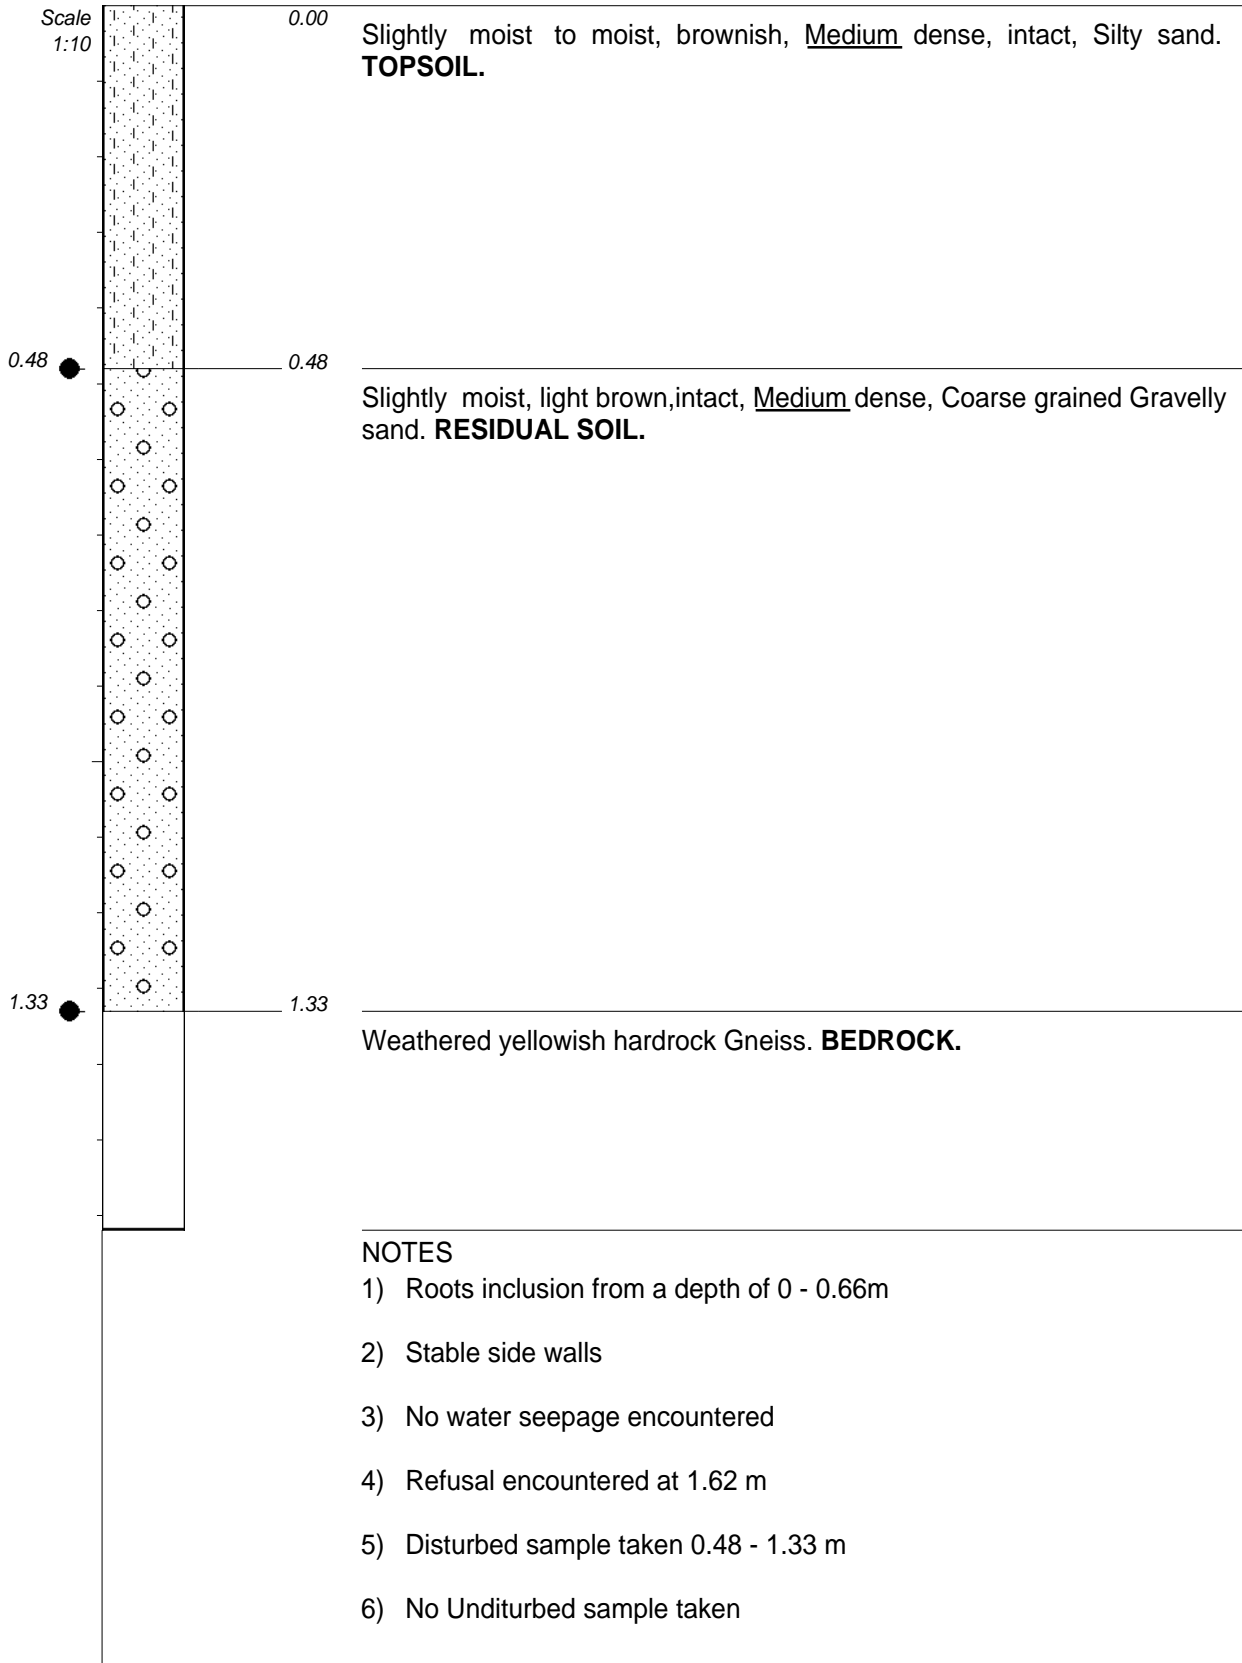 Scale
1:10
0.00
Slightly moist to moist, brownish, Medium dense, intact, Silty sand.
TOPSOIL.
0.48
0.48
Slightly moist, light brown,intact, Medium dense, Coarse grained Gravelly
sand. RESIDUAL SOIL.
1.33
1.33
Weathered yellowish hardrock Gneiss. BEDROCK.
NOTES
1) Roots inclusion from a depth of 0 - 0.66m
2) Stable side walls
3) No water seepage encountered
4) Refusal encountered at 1.62 m
5) Disturbed sample taken 0.48 - 1.33 m
6) No Unditurbed sample taken